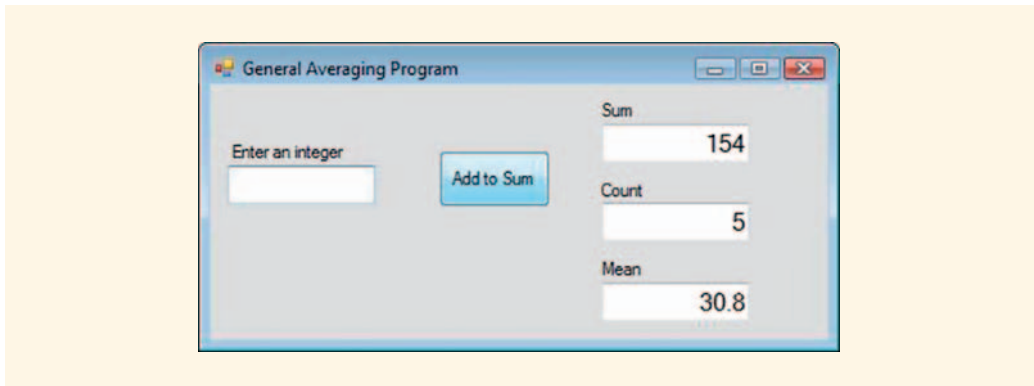 General Averaging Program
Enter an integer
Add to Sum
Sum
154
Count
5
Mean
30.8